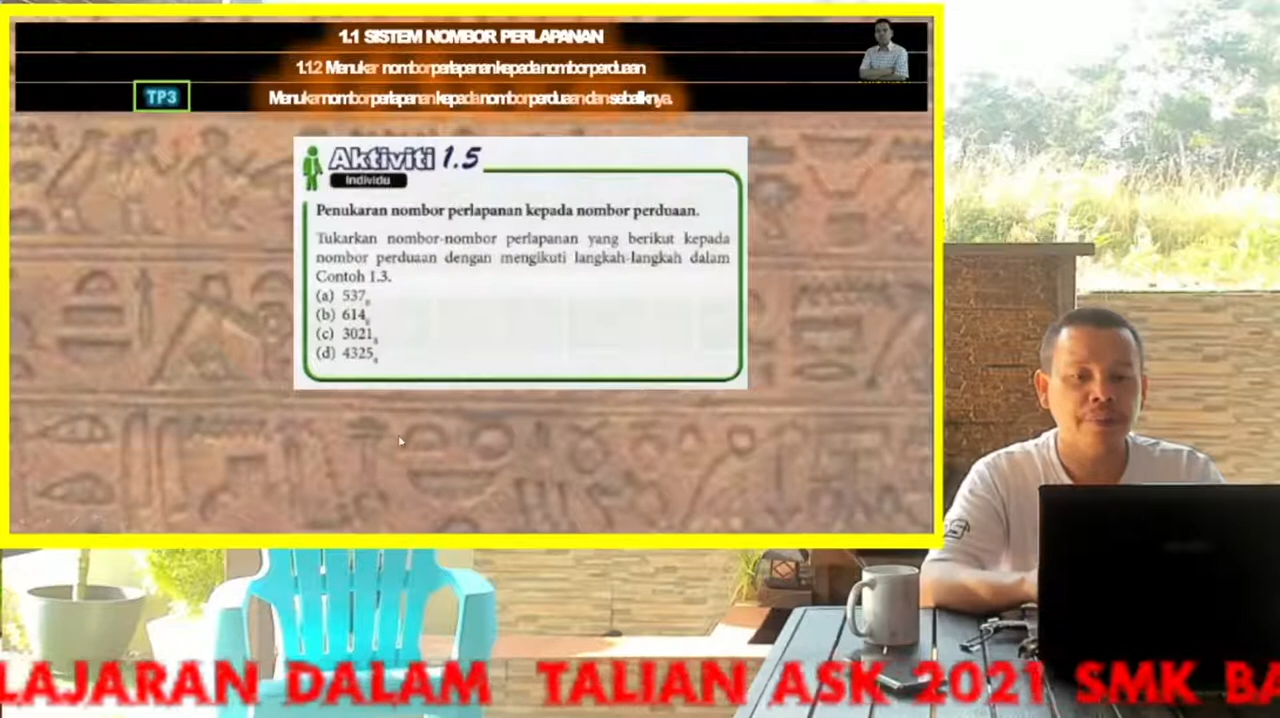 1.1 SISTEM NOMBOR PERLAPANAN
1.1.2 Menukar nombor perlapanan kepada nombor perduaan
TP3
Menukar nombor perlapanan kepada nombor perduaan dan sebaliknya.
Aktiviti 1.5
Individu
Penukaran nombor perlapanan kepada nombor perduaan.
Tukarkan nombor-nombor perlapanan yang berikut kepada
nombor perduaan dengan mengikuti langkah-langkah dalam
Contoh 1.3.
(a) 537₈
(b) 614₈
(c) 3021₈
(d) 4325₈
LAJARAN DALAM TALIAN ASK 2021 SMK BA